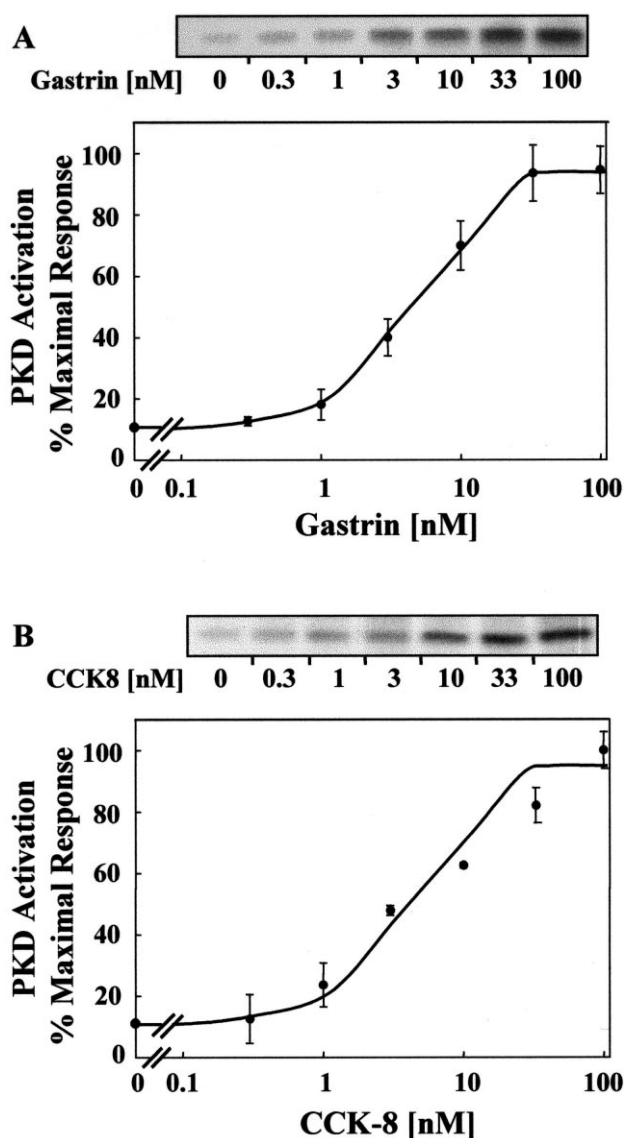 A
Gastrin [nM] 0 0.3 1 3 10 33 100
PKD Activation
% Maximal Response
100
80
60
40
20
0
0 0.1 1 10 100
Gastrin [nM]
B
CCK8 [nM] 0 0.3 1 3 10 33 100
PKD Activation
% Maximal Response
100
80
60
40
20
0
0 0.1 1 10 100
CCK-8 [nM]